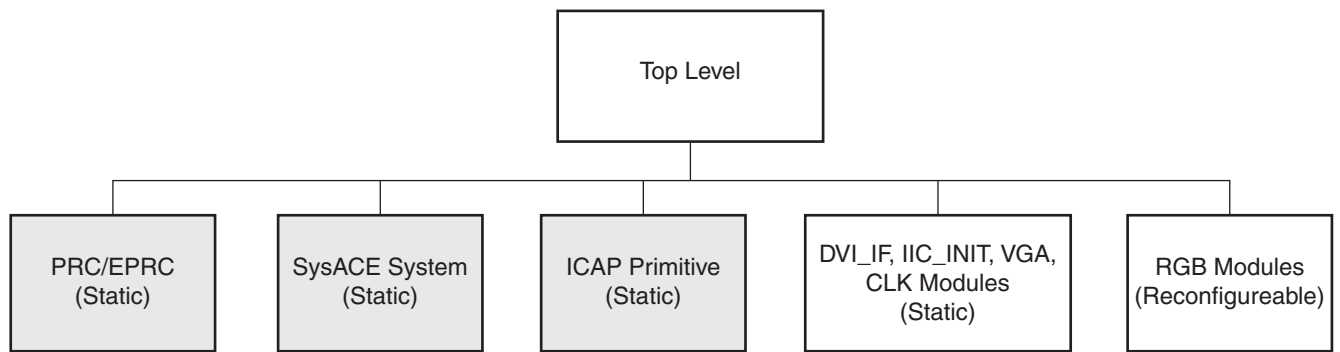 Top Level
PRC/EPRC
(Static)
SysACE System
(Static)
ICAP Primitive
(Static)
DVI_IF, IIC_INIT, VGA,
CLK Modules
(Static)
RGB Modules
(Reconfigureable)